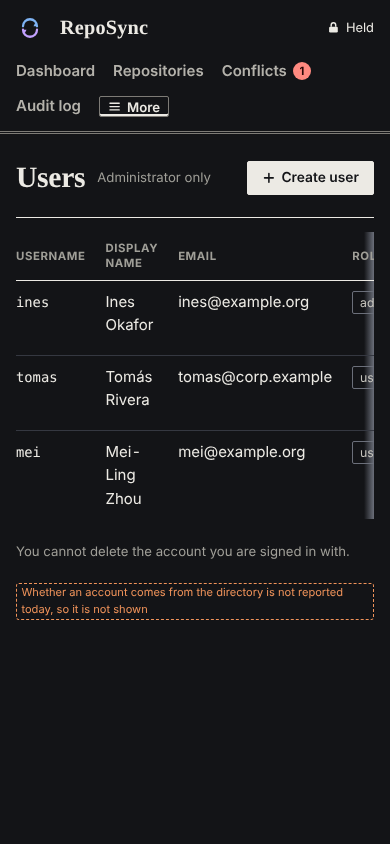 RepoSync
Held
Dashboard Repositories Conflicts 1
Audit log More
Users Administrator only
+ Create user
USERNAME DISPLAY NAME EMAIL
ines Ines Okafor ines@example.org
tomas Tomás Rivera tomas@corp.example
mei Mei-Ling Zhou mei@example.org
You cannot delete the account you are signed in with.
Whether an account comes from the directory is not reported
today, so it is not shown